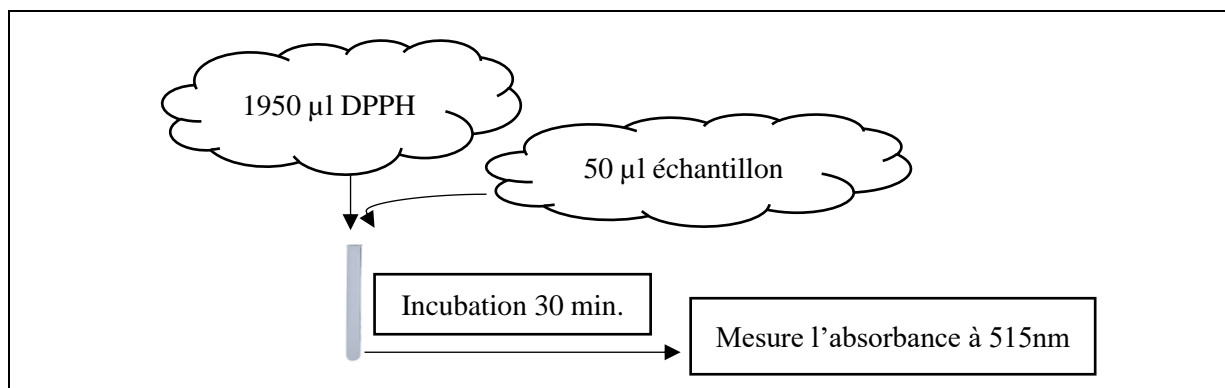 1950 µl DPPH
50 µl échantillon
Incubation 30 min.
Mesure l’absorbance à 515nm